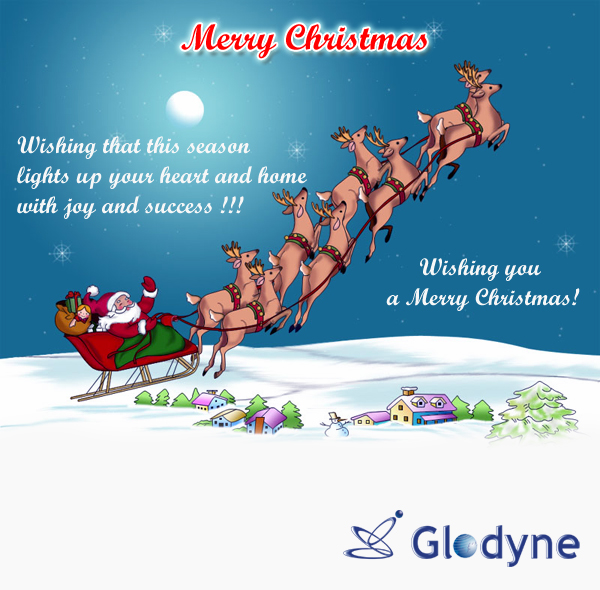 Merry Christmas
Wishing that this season
lights up your heart and home
with joy and success !!!
Wishing you
a Merry Christmas!
Glodyne